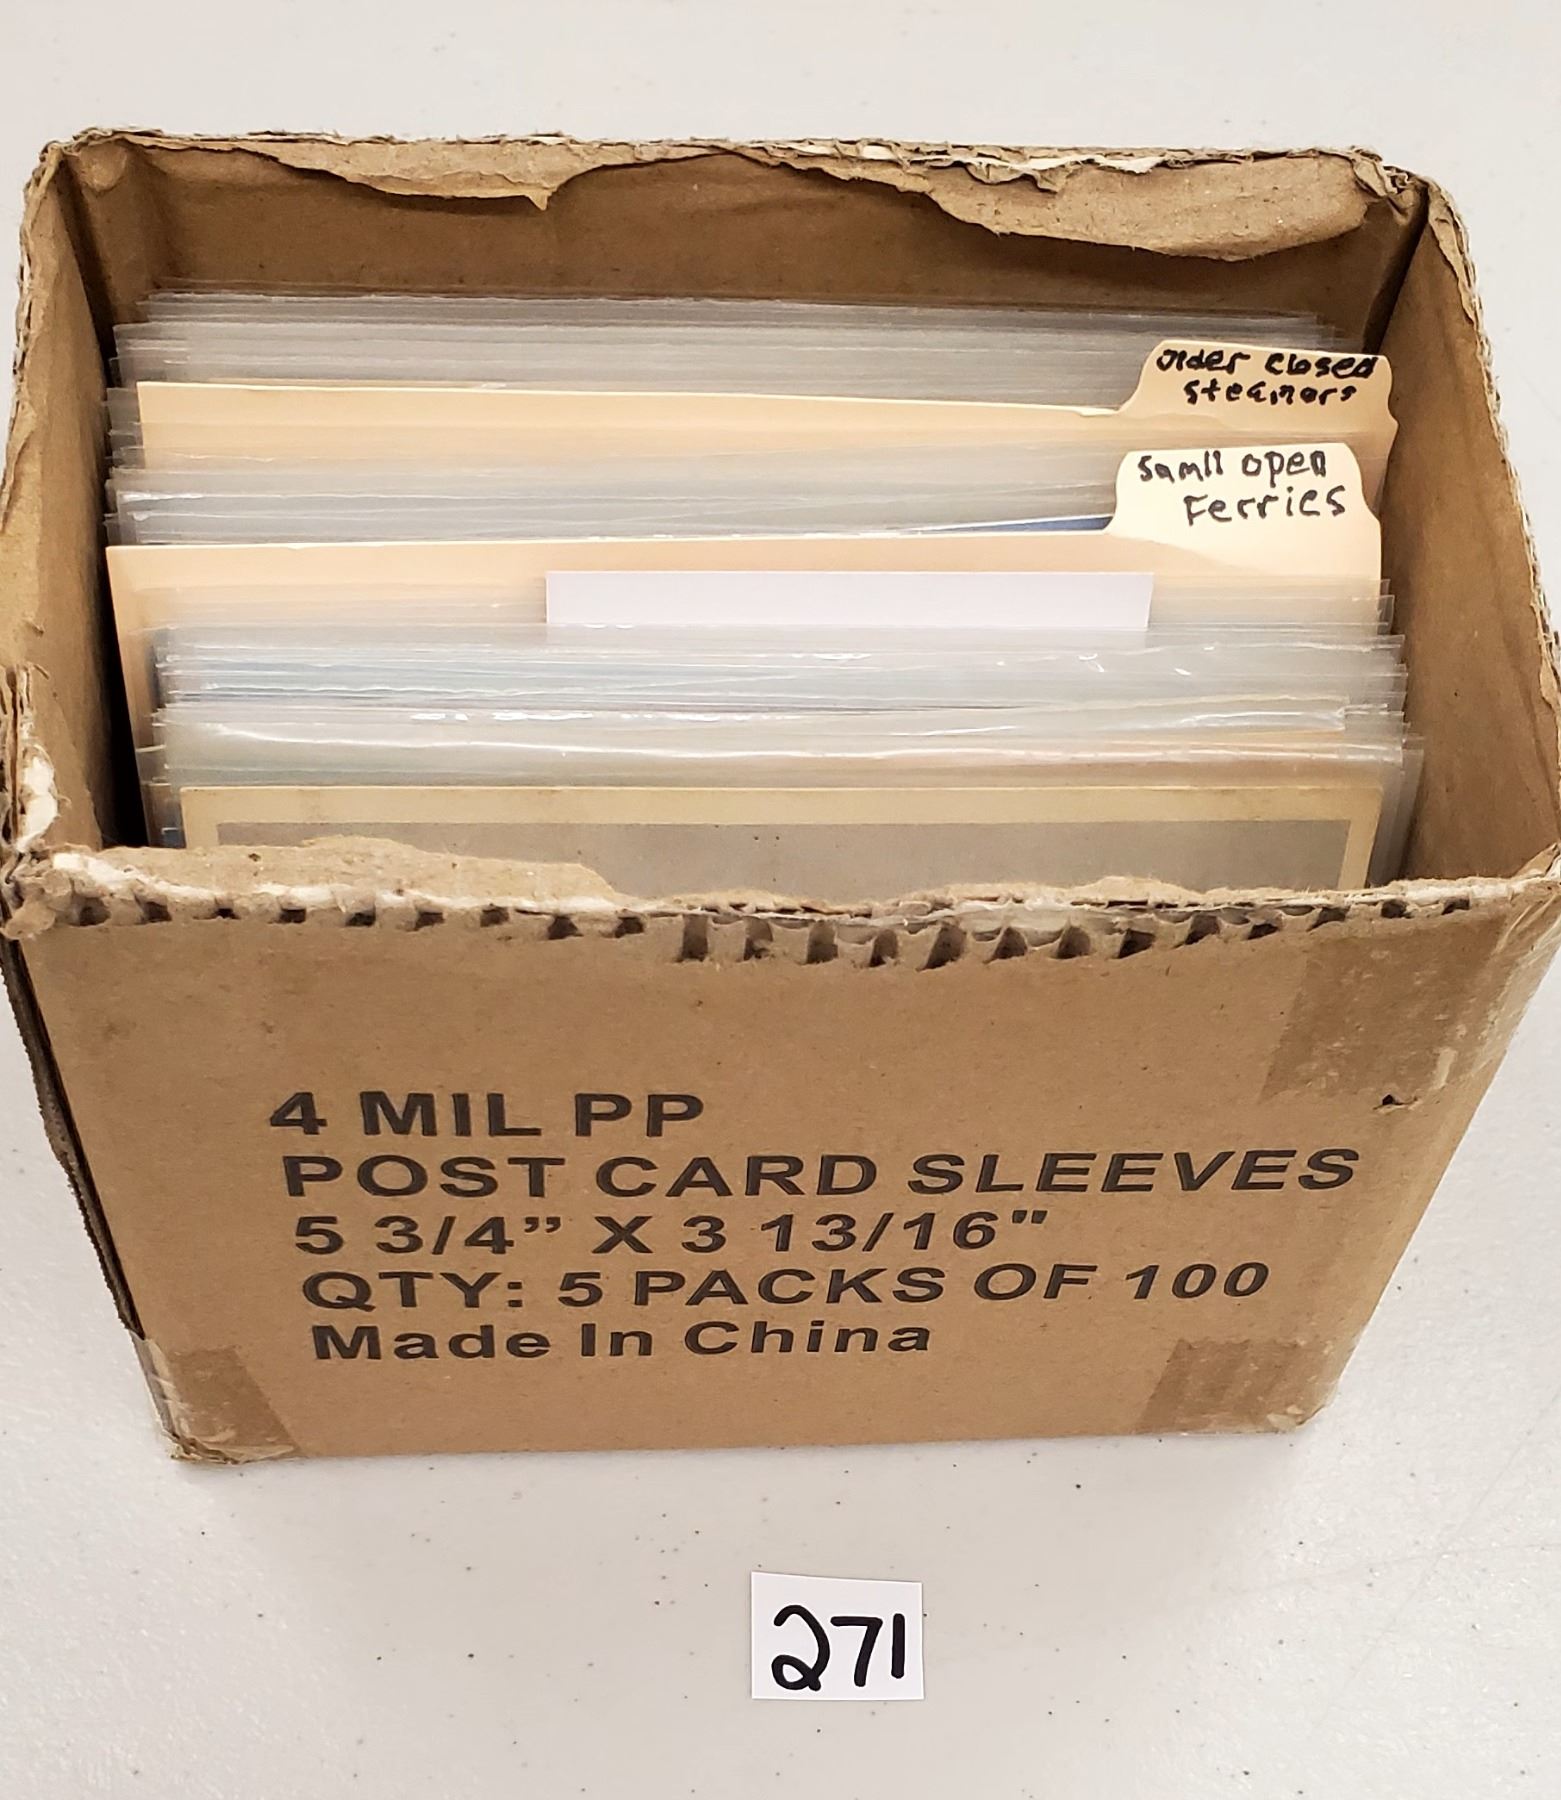 older closed
steamors
Samll open
Ferries
4 MIL PP
POST CARD SLEEVES
5 3/4” X 3 13/16"
QTY: 5 PACKS OF 100
Made In China
271